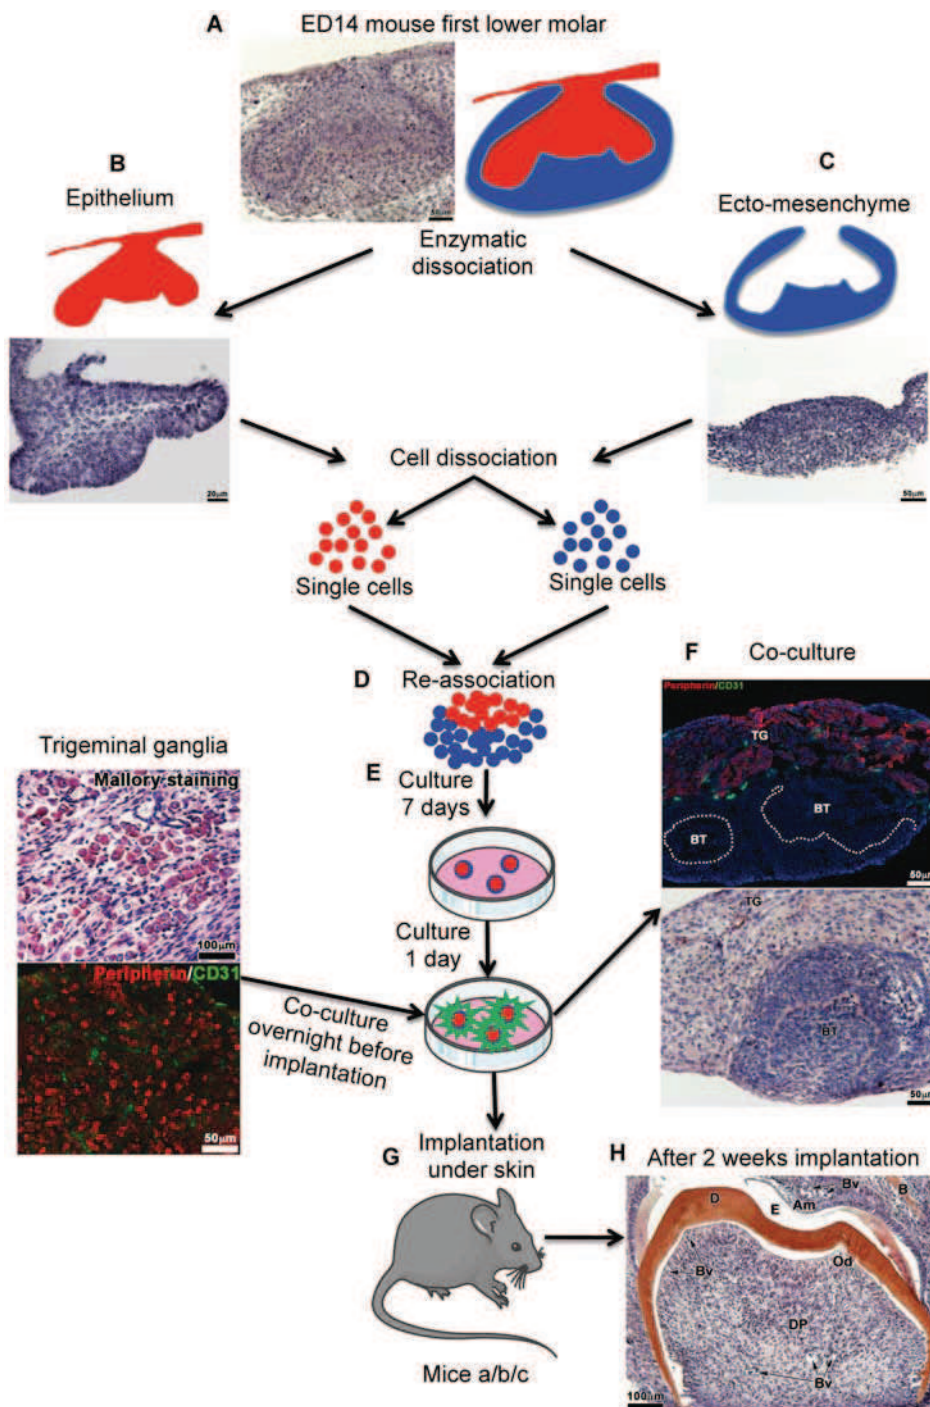 A
ED14 mouse first lower molar
50µm
B
Epithelium
C
Ecto-mesenchyme
Enzymatic
dissociation
20µm
50µm
Cell dissociation
Single cells
Single cells
D
Re-association
F
Co-culture
Peripherin/CD31
TG
BT
BT
50µm
TG
BT
50µm
Trigeminal ganglia
Mallory staining
100µm
Peripherin/CD31
50µm
E
Culture
7 days
Culture
1 day
Co-culture
overnight before
implantation
G
Implantation
under skin
Mice a/b/c
H
After 2 weeks implantation
Bv
B
D
E
Am
Bv
Od
DP
Bv
100µm